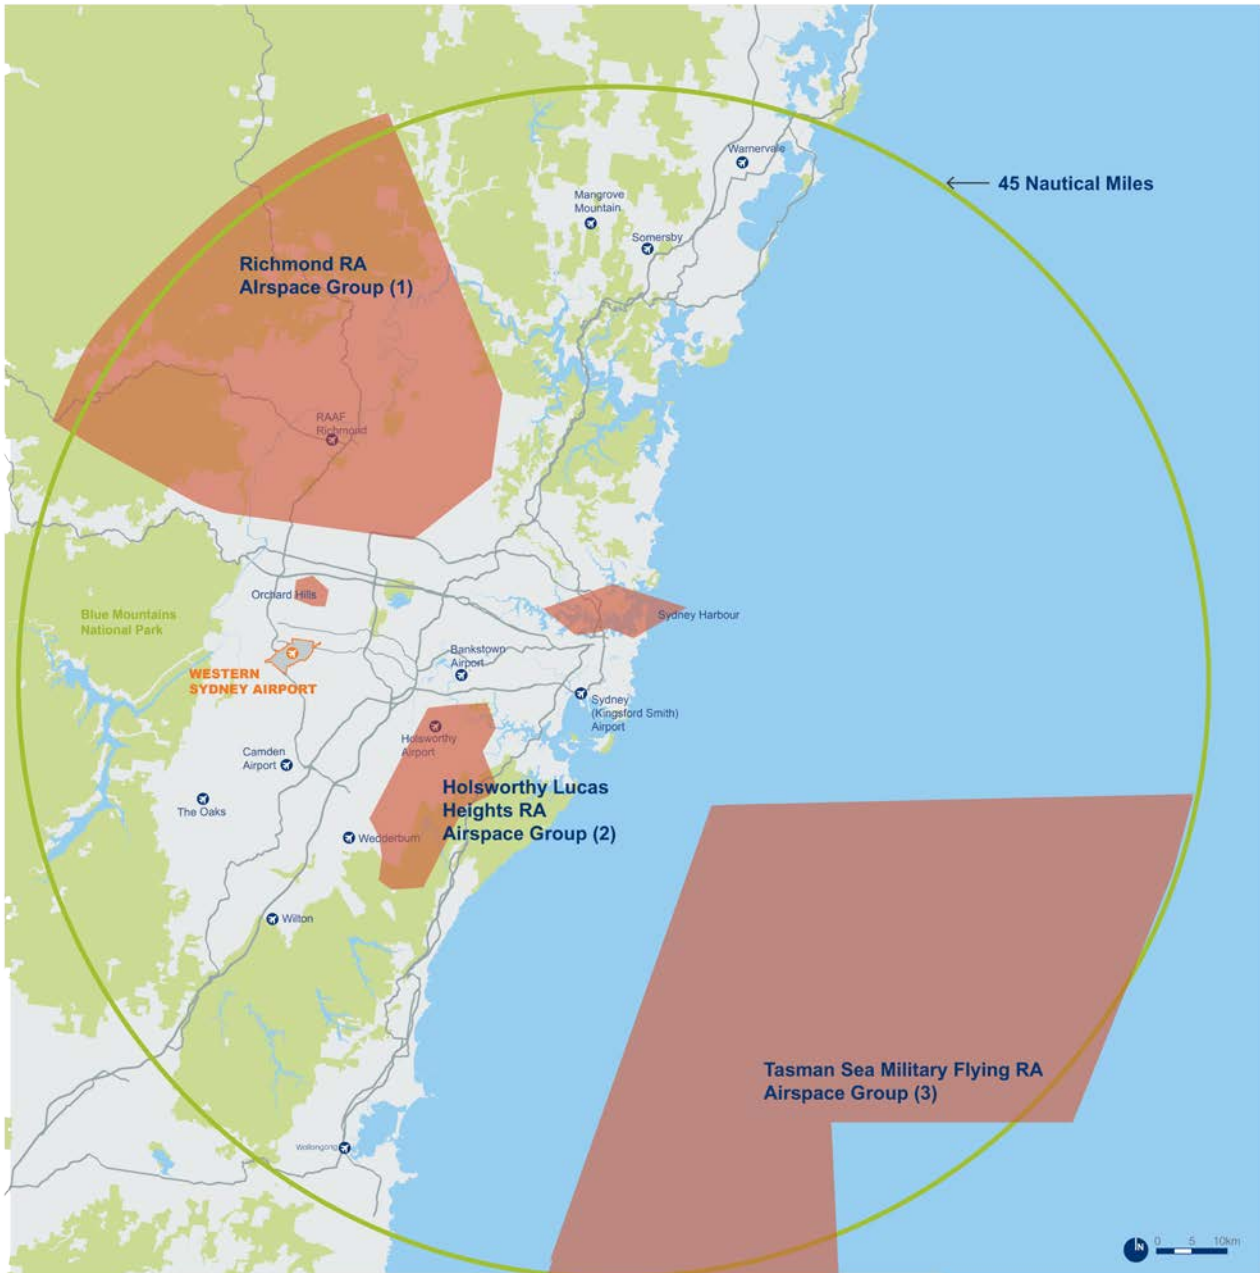 Warnervale
45 Nautical Miles
Mangrove
Mountain
Somersby
Richmond RA
AIrspace Group (1)
RAAF
Richmond
Orchard Hills
Blue Mountains
National Park
Sydney Harbour
Bankstown
Airport
WESTERN
SYDNEY AIRPORT
Sydney
(Kingsford Smith)
Airport
Holsworthy
Airport
Camden
Airport
Holsworthy Lucas
Heights RA
Airspace Group (2)
The Oaks
Wedderburn
Wilton
Tasman Sea Military Flying RA
Airspace Group (3)
Wollongong
N
0 5 10km